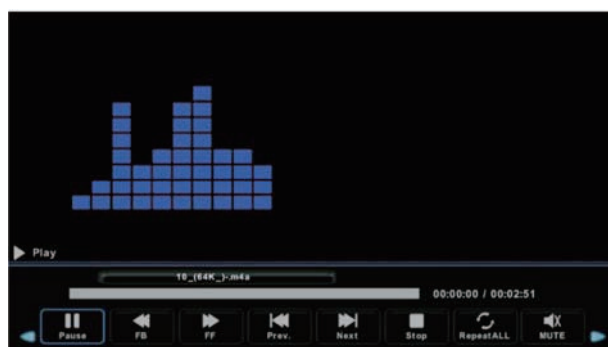 Play
10_(64K_)-.m4a
00:00:00 / 00:02:51
Pause FB FF Prev. Next Stop RepeatALL MUTE